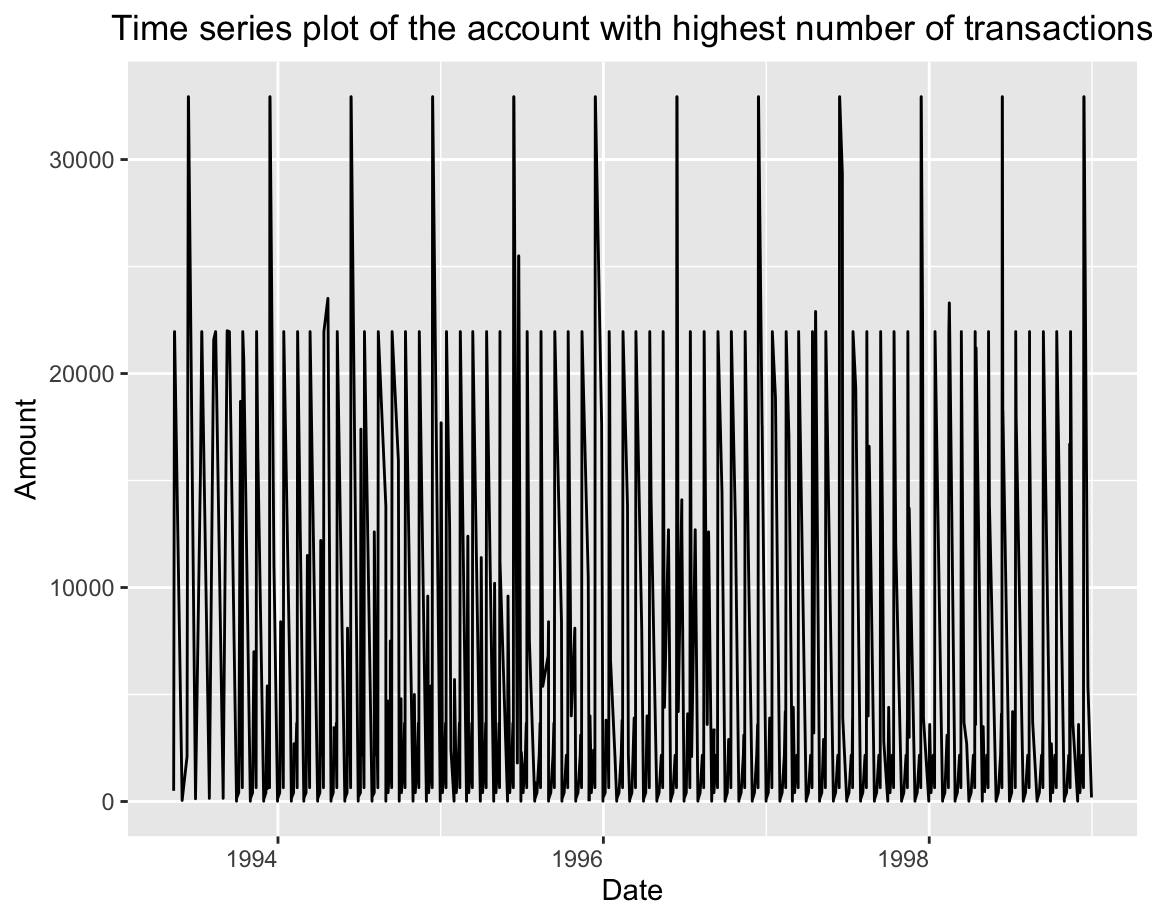 Time series plot of the account with highest number of transactions
30000
20000
10000
0
Amount
1994
1996
1998
Date